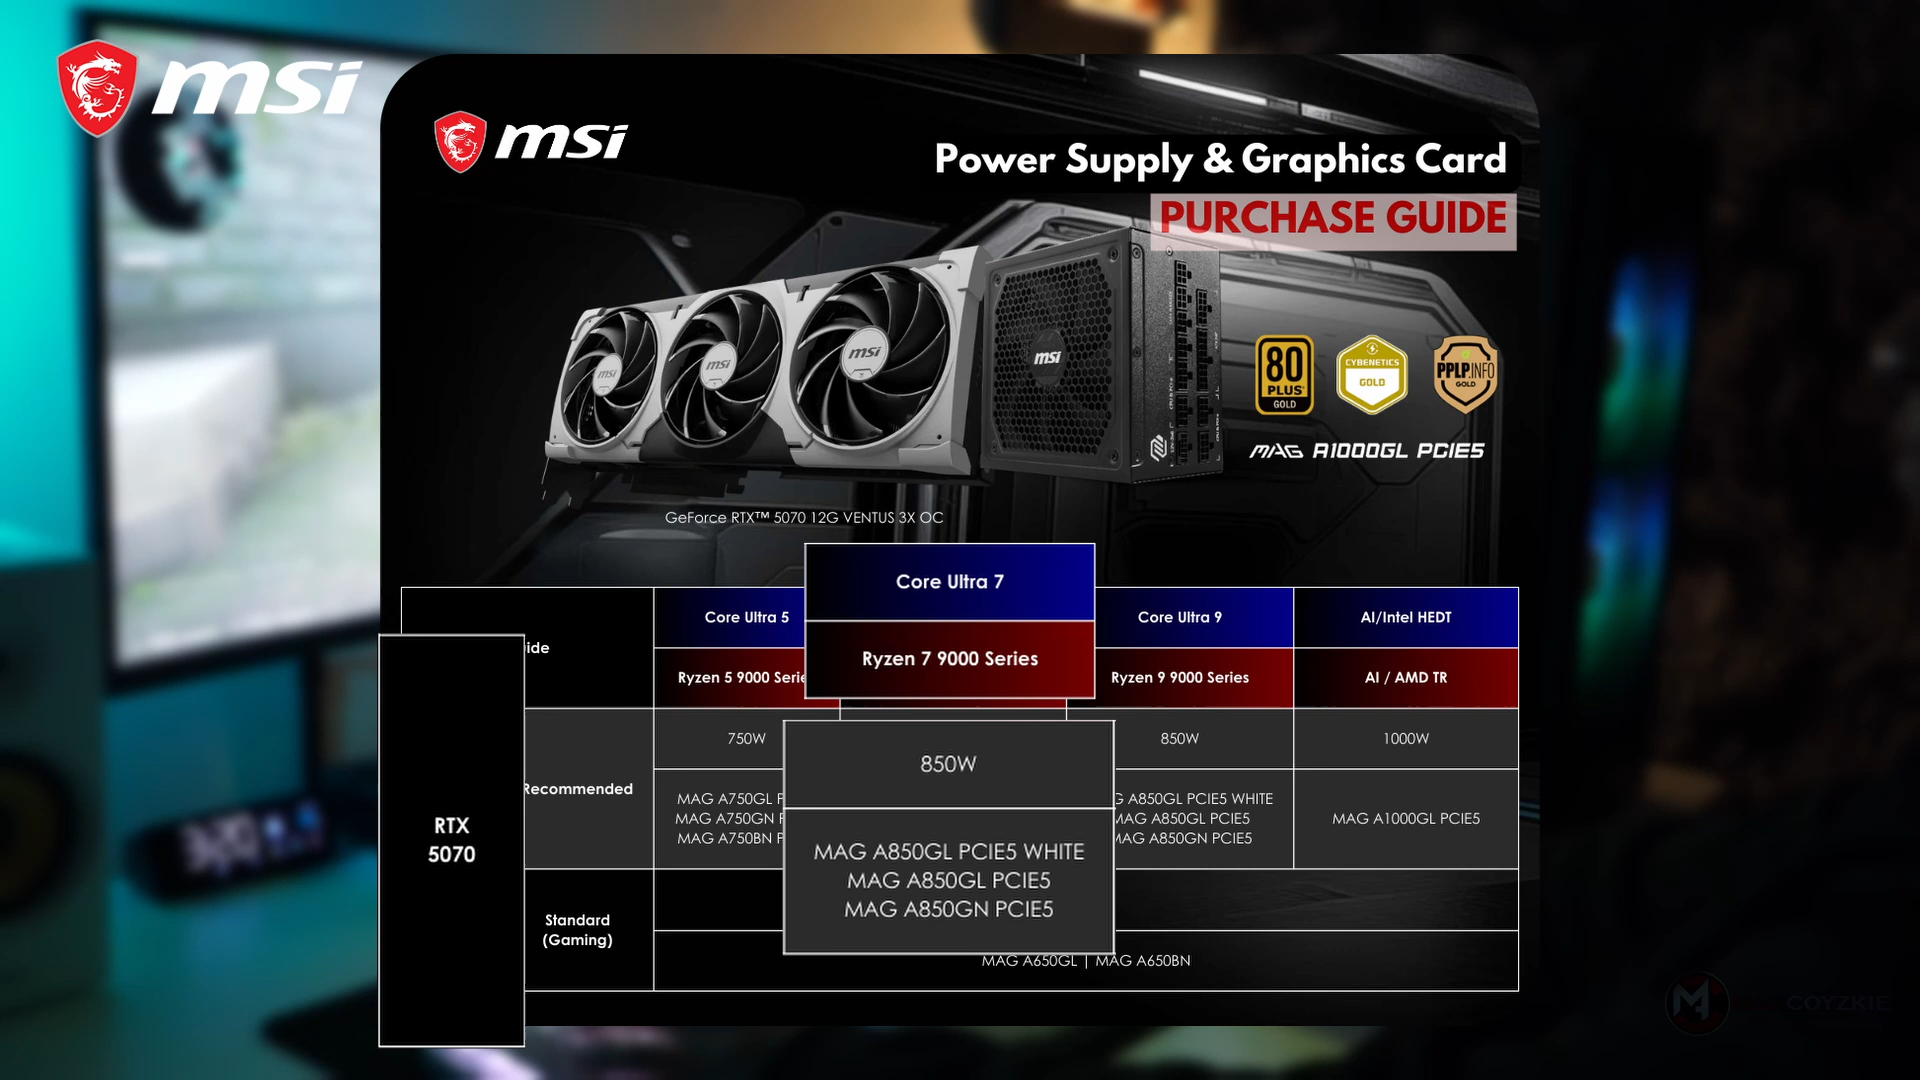 msi
msi
Power Supply & Graphics Card
PURCHASE GUIDE
msi
msi
msi
msi
80
PLUS
GOLD
CYBENETICS
GOLD
PPLP.INFO
GOLD
MAG A1000GL PCIE5
GeForce RTX™ 5070 12G VENTUS 3X OC
Core Ultra 5
Core Ultra 7
Core Ultra 9
AI/Intel HEDT
ide
Ryzen 5 9000 Serie
Ryzen 7 9000 Series
Ryzen 9 9000 Series
AI / AMD TR
RTX
5070
Recommended
750W
850W
850W
1000W
MAG A750GL P
MAG A750GN P
MAG A750BN P
MAG A850GL PCIE5 WHITE
MAG A850GL PCIE5
MAG A850GN PCIE5
G A850GL PCIE5 WHITE
MAG A850GL PCIE5
MAG A850GN PCIE5
MAG A1000GL PCIE5
Standard
(Gaming)
MAG A650GL | MAG A650BN
COYZKIE